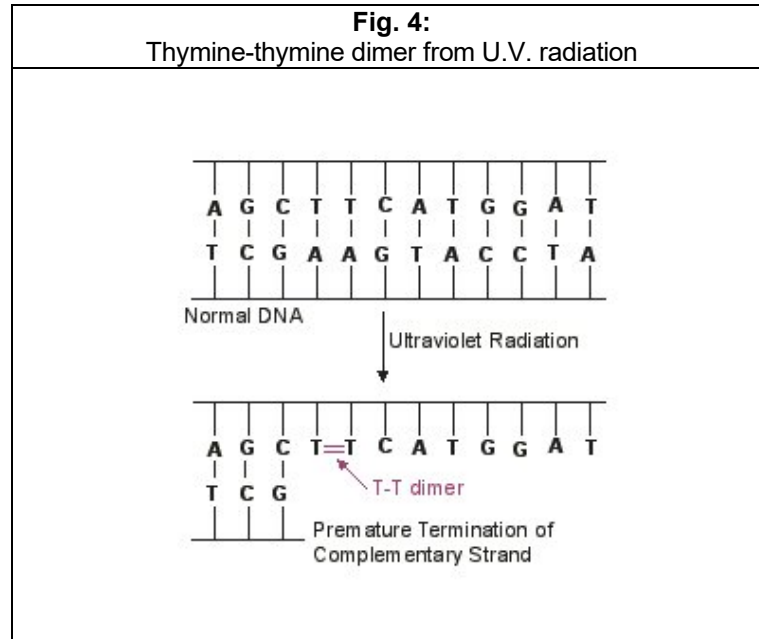 Fig. 4:
Thymine-thymine dimer from U.V. radiation
A G C T T C A T G G A T
T C G A A G T A C C T A
Normal DNA
Ultraviolet Radiation
A G C T T C A T G G A T
T C G
T-T dimer
Premature Termination of
Complementary Strand